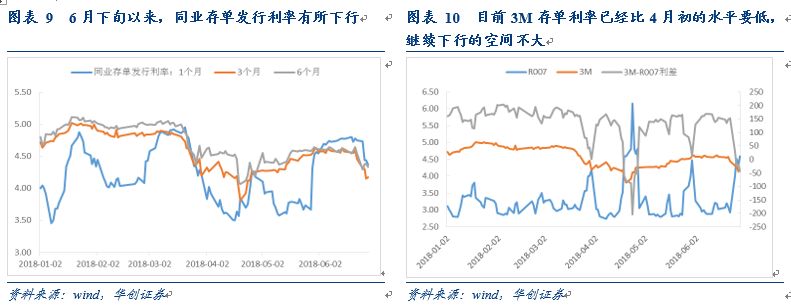 图表 9 6 月下旬以来，同业存单发行利率有所下行
同业存单发行利率：1个月 3个月 6个月
5.50
5.00
4.50
4.00
3.50
3.00
2018-01-02 2018-02-02 2018-03-02 2018-04-02 2018-05-02 2018-06-02
资料来源：wind，华创证券
图表 10 目前 3M 存单利率已经比 4 月初的水平要低，
继续下行的空间不大
R007 3M 3M-R007利差
6.50 200
6.00 150
5.50 100
5.00 50
4.50 0
4.00 -50
3.50 -100
3.00 -150
2.50 -200
-250
2018-01-02 2018-02-02 2018-03-02 2018-04-02 2018-05-02 2018-06-02
资料来源：wind，华创证券